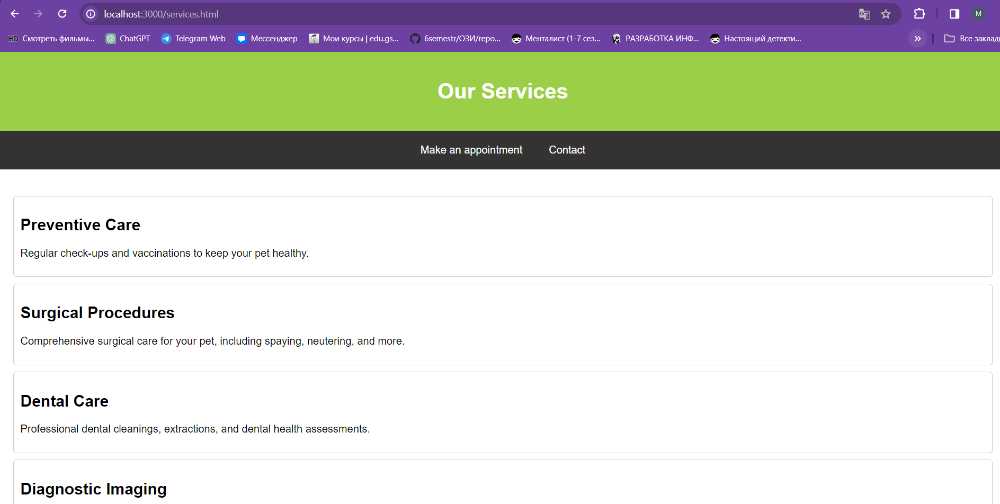 localhost:3000/services.html
M
HD Смотреть фильмы... ChatGPT Telegram Web Мессенджер Мои курсы | edu.gs... 6semestr/ОЗИ/repo... Менталист (1-7 сез... РАЗРАБОТКА ИНФ... Настоящий детекти... » Все заклад
Our Services
Make an appointment Contact
Preventive Care
Regular check-ups and vaccinations to keep your pet healthy.
Surgical Procedures
Comprehensive surgical care for your pet, including spaying, neutering, and more.
Dental Care
Professional dental cleanings, extractions, and dental health assessments.
Diagnostic Imaging